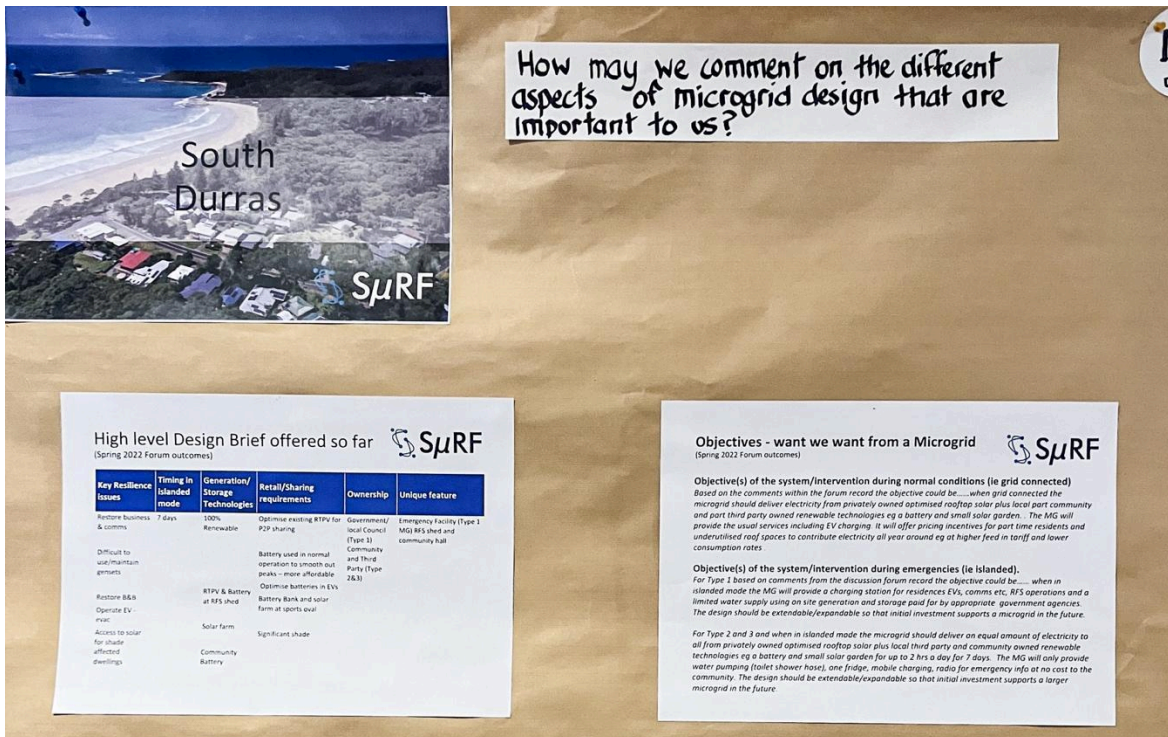 South
Durras
SμRF
How may we comment on the different
aspects of microgrid design that are
important to us?
High level Design Brief offered so far
(Spring 2022 Forum outcomes)
SμRF
Key Resilience issues
Timing in islanded mode
Generation/ Storage Technologies
Retail/Sharing requirements
Ownership
Unique feature
Restore business
& comms
7 days
100%
Renewable
Optimise existing RTPV for
P2P sharing
Government/
local Council
(Type 1)
Community
and Third
Party (Type
2&3)
Emergency Facility (Type 1
MG) RFS shed and
community hall
Difficult to
use/maintain
gensets
Battery used in normal
operation to smooth out
peaks – more affordable
Optimise batteries in EVs
Restore B&B
RTPV & Battery
at RFS shed
Battery Bank and solar
farm at sports oval
Operate EV -
evac
Solar farm
Significant shade
Access to solar
for shade
affected
dwellings
Community
Battery
Objectives - want we want from a Microgrid
(Spring 2022 Forum outcomes)
SμRF
Objective(s) of the system/intervention during normal conditions (ie grid connected)
Based on the comments within the forum record the objective could be......when grid connected the
microgrid should deliver electricity from privately owned optimised rooftop solar plus local part community
and part third party owned renewable technologies eg a battery and small solar garden. . The MG will
provide the usual services including EV charging. It will offer pricing incentives for part time residents and
underutilised roof spaces to contribute electricity all year around eg at higher feed in tariff and lower
consumption rates
Objective(s) of the system/intervention during emergencies (ie islanded).
For Type 1 based on comments from the discussion forum record the objective could be...... when in
islanded mode the MG will provide a charging station for residences EVs, comms etc, RFS operations and a
limited water supply using on site generation and storage paid for by appropriate government agencies.
The design should be extendable/expandable so that initial investment supports a microgrid in the future.
For Type 2 and 3 and when in islanded mode the microgrid should deliver an equal amount of electricity to
all from privately owned optimised rooftop solar plus local third party and community owned renewable
technologies eg a battery and small solar garden for up to 2 hrs a day for 7 days. The MG will only provide
water pumping (toilet shower hose), one fridge, mobile charging, radio for emergency info at no cost to the
community. The design should be extendable/expandable so that initial investment supports a larger
microgrid in the future.